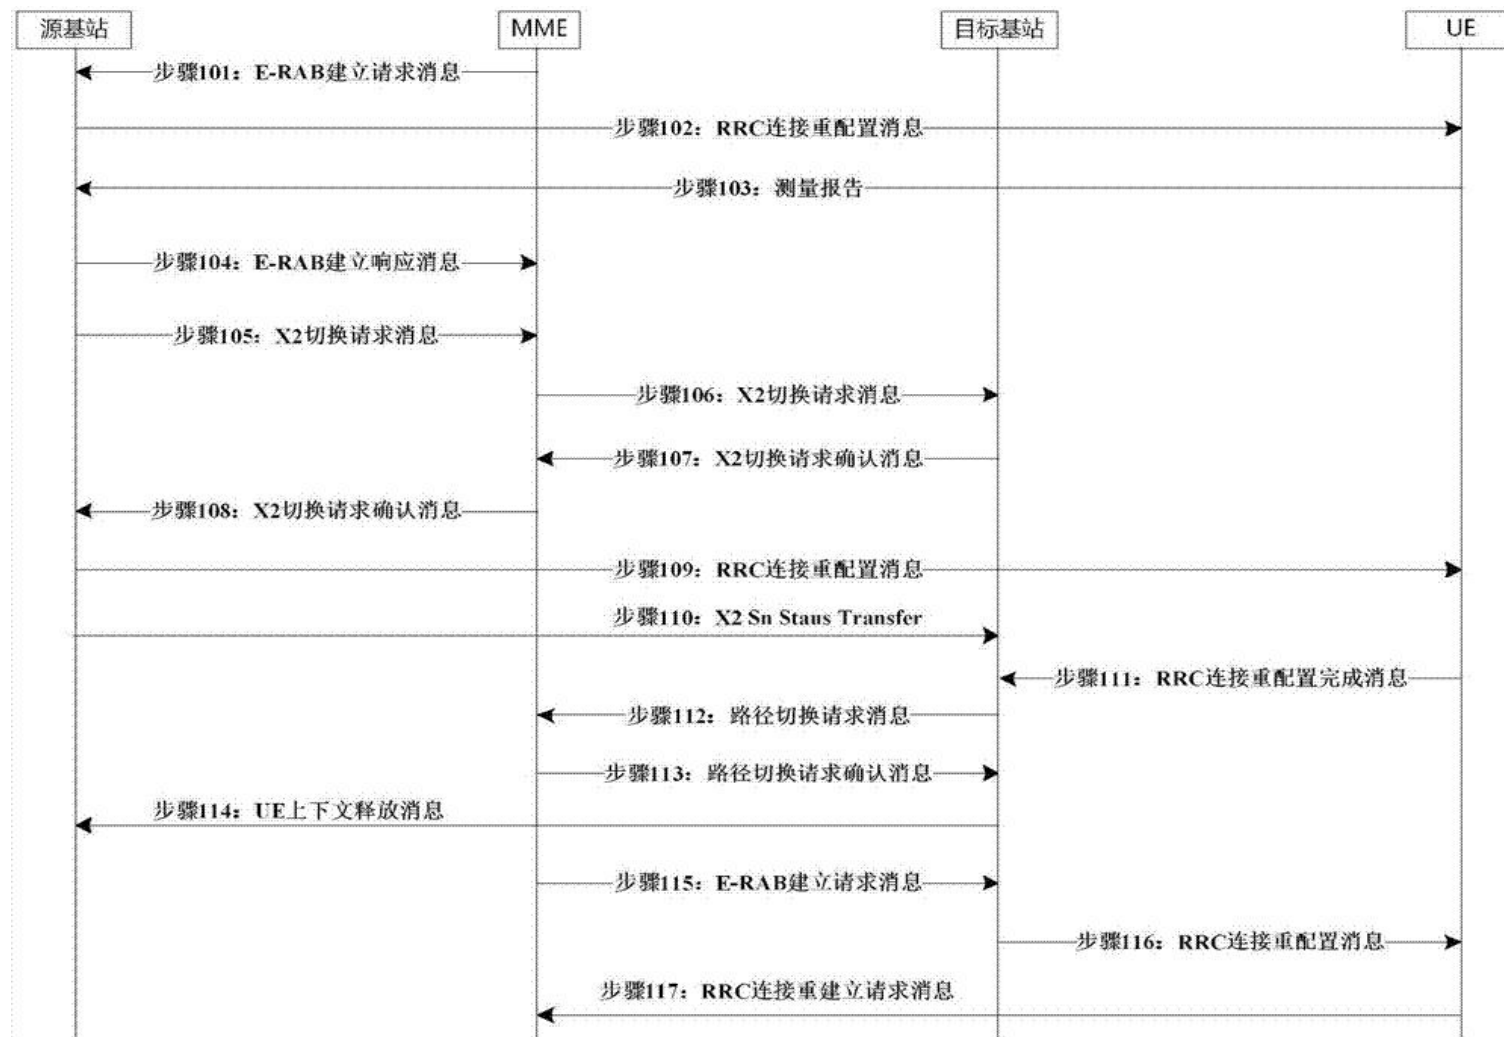 源基站
MME
目标基站
UE
步骤101：E-RAB建立请求消息
步骤102：RRC连接重配置消息
步骤103：测量报告
步骤104：E-RAB建立响应消息
步骤105：X2切换请求消息
步骤106：X2切换请求消息
步骤107：X2切换请求确认消息
步骤108：X2切换请求确认消息
步骤109：RRC连接重配置消息
步骤110：X2 Sn Staus Transfer
步骤111：RRC连接重配置完成消息
步骤112：路径切换请求消息
步骤113：路径切换请求确认消息
步骤114：UE上下文释放消息
步骤115：E-RAB建立请求消息
步骤116：RRC连接重配置消息
步骤117：RRC连接重建立请求消息